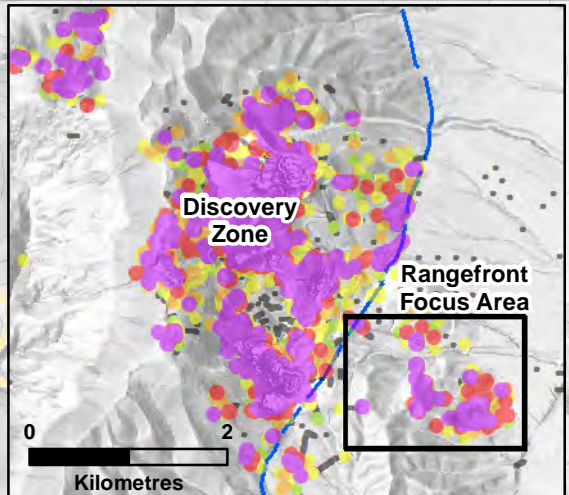 Discovery
Zone
Rangefront
Focus Area
0 2
Kilometres